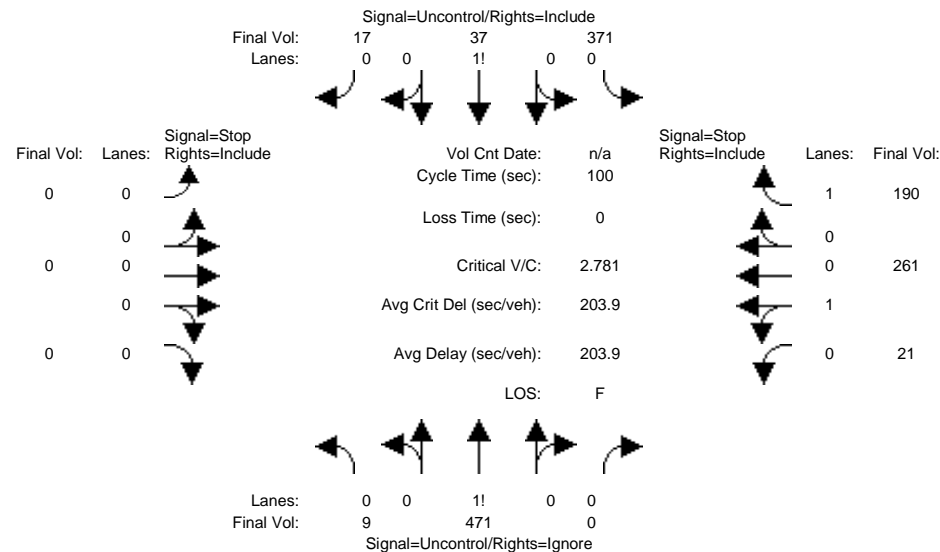 Signal=Uncontrol/Rights=Include
Final Vol: 17 37 371
Lanes: 0 0 1! 0 0
Signal=Stop Signal=Stop
Final Vol: Lanes: Rights=Include Vol Cnt Date: n/a Rights=Include Lanes: Final Vol:
Cycle Time (sec): 100
0 0 1 190
Loss Time (sec): 0
0 0
0 0 Critical V/C: 2.781 0 261
0 Avg Crit Del (sec/veh): 203.9 1
0 0 Avg Delay (sec/veh): 203.9 0 21
LOS: F
Lanes: 0 0 1! 0 0
Final Vol: 9 471 0
Signal=Uncontrol/Rights=Ignore